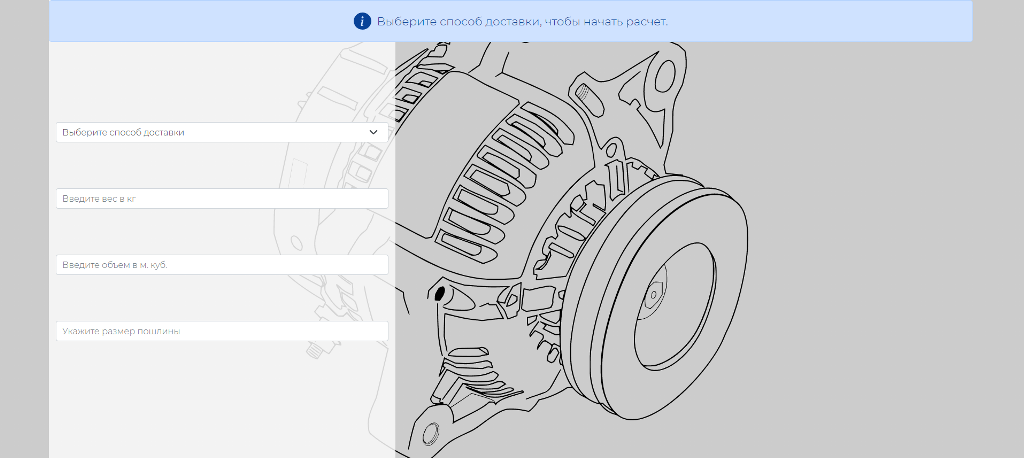 Выберите способ доставки, чтобы начать расчет.
Выберите способ доставки
Введите вес в кг
Введите объем в м. куб.
Укажите размер пошлины